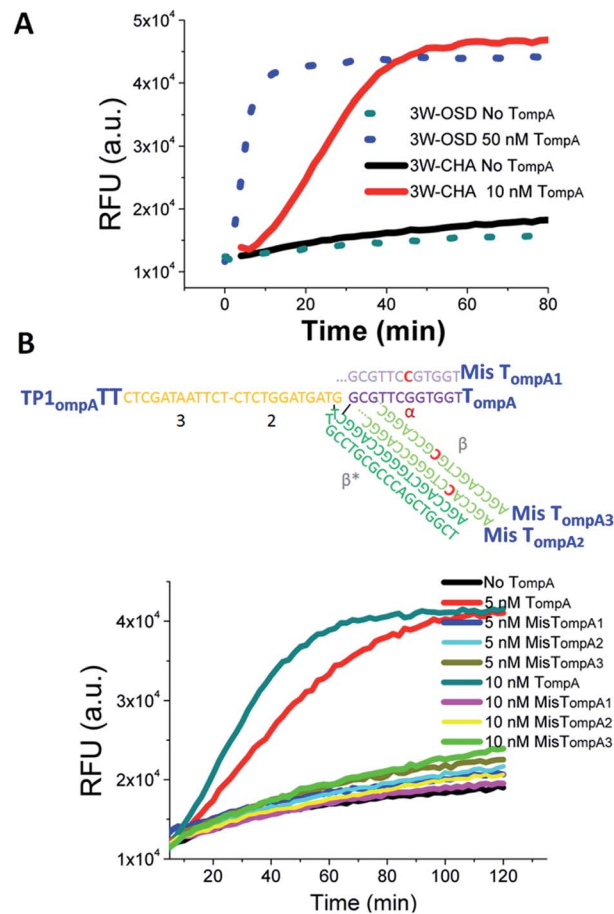 A
5x10⁴
4x10⁴
3x10⁴
2x10⁴
1x10⁴
RFU (a.u.)
3W-OSD No TompA
3W-OSD 50 nM TompA
3W-CHA No TompA
3W-CHA 10 nM TompA
0 20 40 60 80
Time (min)
B
...GCGTTCCGTGGT Mis TompA1
TP1ompA TT CTCGATAATTCT-CTCTGGATGATG GCGTTCGGTGGT TompA
3 2 α
β
β*
GCCTGCGCCCAGCTGGCT
Mis TompA3
Mis TompA2
4x10⁴
3x10⁴
2x10⁴
1x10⁴
RFU (a.u.)
No TompA
5 nM TompA
5 nM MisTompA1
5 nM MisTompA2
5 nM MisTompA3
10 nM TompA
10 nM MisTompA1
10 nM MisTompA2
10 nM MisTompA3
20 40 60 80 100 120
Time (min)